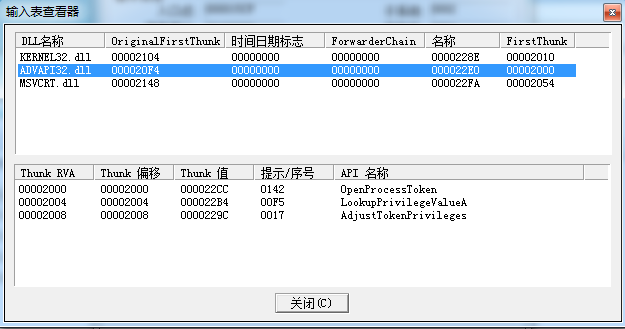 输入表查看器
DLL名称 OriginalFirstThunk 时间日期标志 ForwarderChain 名称 FirstThunk
KERNEL32.dll 00002104 00000000 00000000 0000228E 00002010
ADVAPI32.dll 000020F4 00000000 00000000 000022E0 00002000
MSVCRT.dll 00002148 00000000 00000000 000022FA 00002054
Thunk RVA Thunk 偏移 Thunk 值 提示/序号 API 名称
00002000 00002000 000022CC 0142 OpenProcessToken
00002004 00002004 000022B4 00F5 LookupPrivilegeValueA
00002008 00002008 0000229C 0017 AdjustTokenPrivileges
关闭(C)